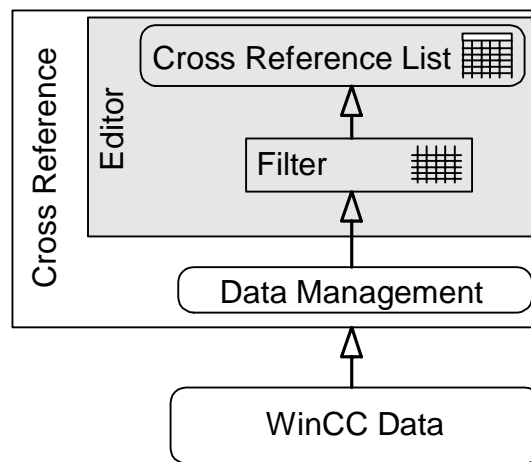 Cross Reference
Editor
Cross Reference List
Filter
Data Management
WinCC Data